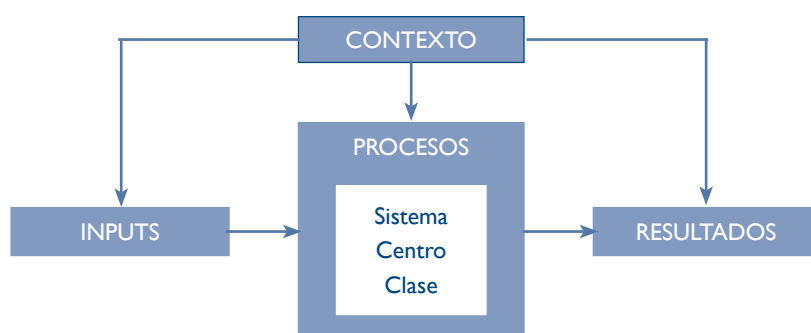 CONTEXTO
PROCESOS
Sistema
Centro
Clase
INPUTS
RESULTADOS